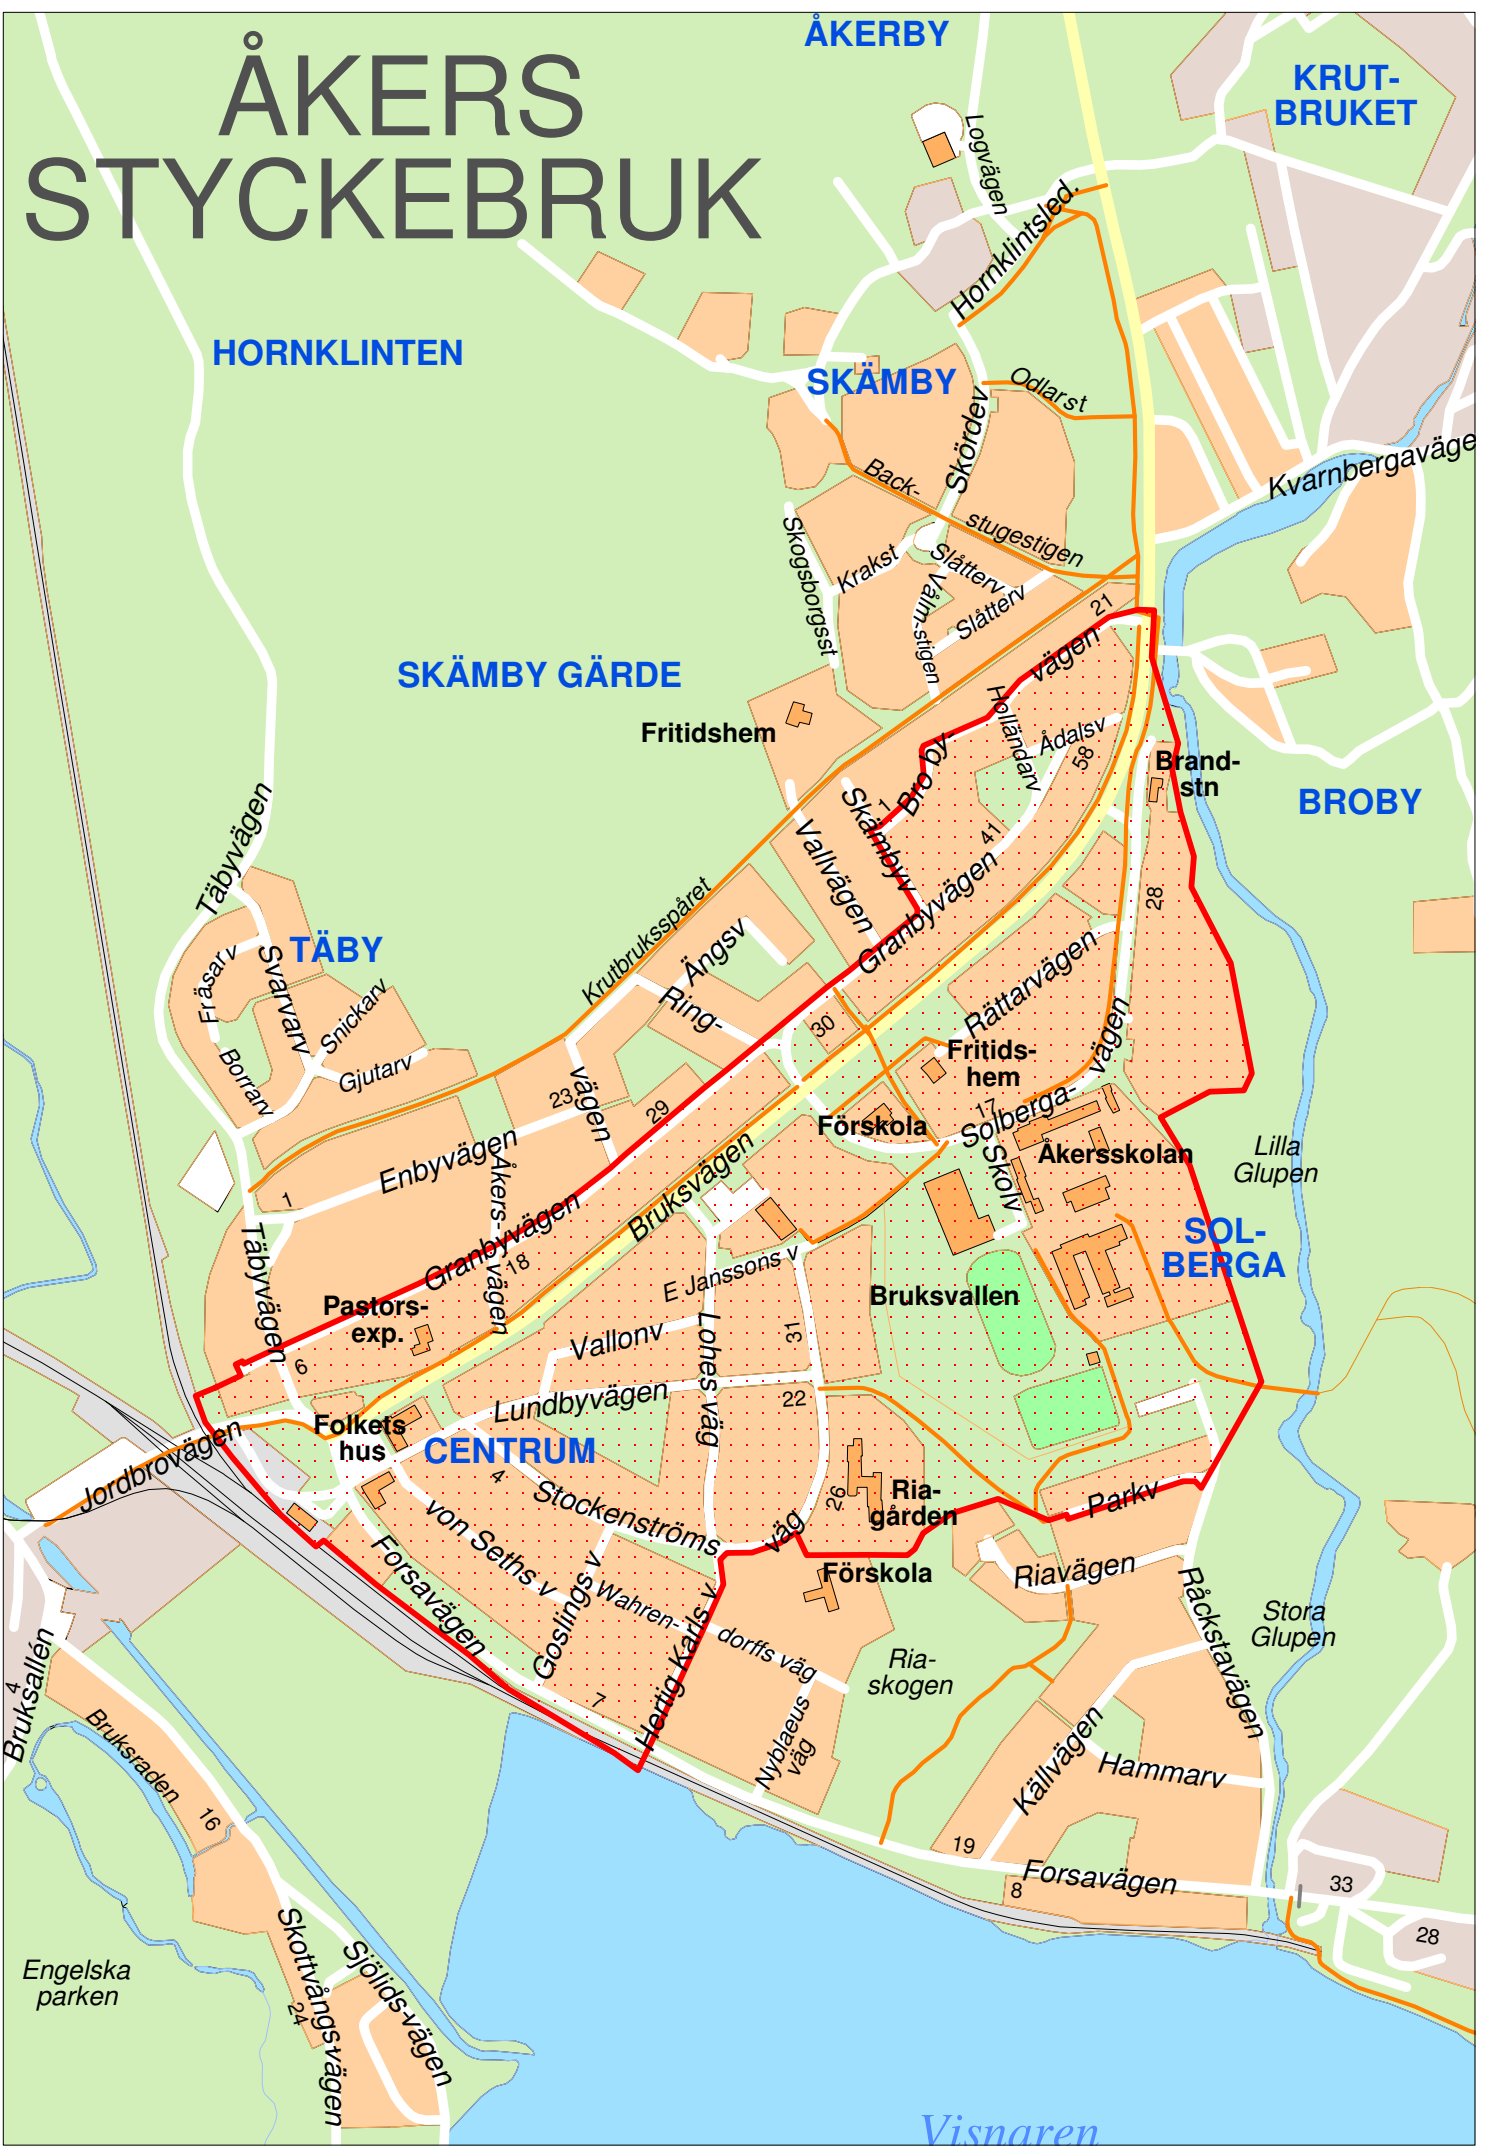 ÅKERS
STYCKEBRUK
ÅKERBY
KRUT-
BRUKET
Logvägen
Hornklintsled.
HORNKLINTEN
SKÄMBY
Odlarst
Skördev
Back-
stugestigen
Kvarnbergaväge
Skogsborgsst
Krakst
Slåtterv
Välm-stigen
Slåtterv
21
SKÄMBY GÄRDE
Fritidshem
Bro by-
vägen
Holländarv
Ådalsv
58
Brand-
stn
BROBY
Täbyvägen
Skämbyv
1
Vallvägen
41
Granbyvägen
28
Krutbruksspåret
Ängsv
Ring-
vägen
TÄBY
Fräsarv
Svarvarv
Snickarv
Gjutarv
Borrarv
30
Rättarvägen
Fritids-
hem
23
29
Förskola
17
Solberga-
vägen
Åkersskolan
Skolv
Lilla
Glupen
Enbyvägen
1
Åkers-
vägen
Bruksvägen
Granbyvägen
18
Täbyvägen
SOL-
BERGA
E Janssons v
Bruksvallen
Pastors-
exp.
6
Vallonv
Lohes väg
31
Lundbyvägen
22
Folkets
hus
CENTRUM
Jordbrovägen
4
Stockenströms
väg
26
Ria-
gården
Parkv
von Seths v
Forsavägen
Goslings v
Wahren-
dorffs väg
Förskola
Riavägen
Råckstavägen
Stora
Glupen
Hertig Karls v
Ria-
skogen
7
Nyblaeus
väg
Källvägen
Hammarv
4
Bruksallén
Bruksraden
16
19
8
Forsavägen
33
28
Engelska
parken
Skottvångsvägen
24
Sjölids-vägen
Visnaren